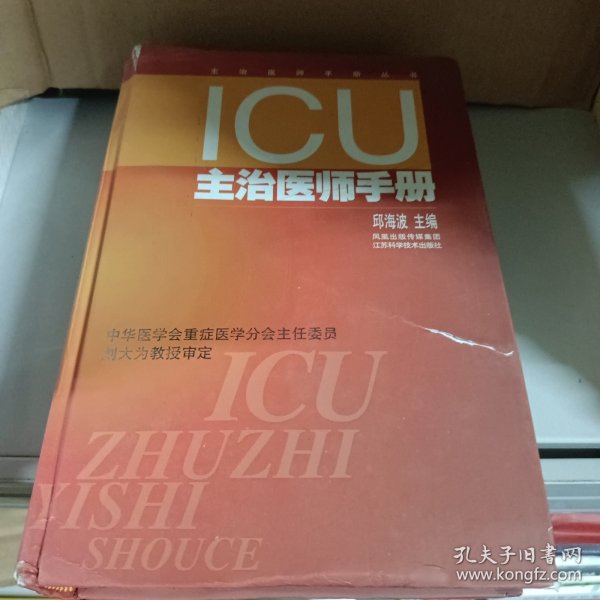 主治医师手册丛书
ICU
主治医师手册
邱海波 主编
凤凰出版传媒集团
江苏科学技术出版社
中华医学会重症医学分会主任委员
刘大为教授审定
ICU
ZHUZHI
YISHI
SHOUCE
孔夫子旧书网
www.kongfz.com